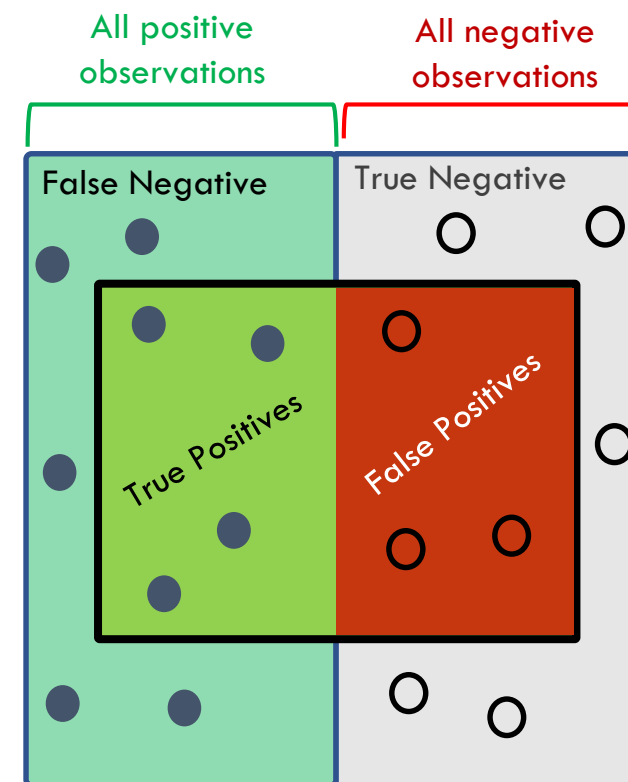 All positive
observations
All negative
observations
False Negative
True Negative
True Positives
False Positives